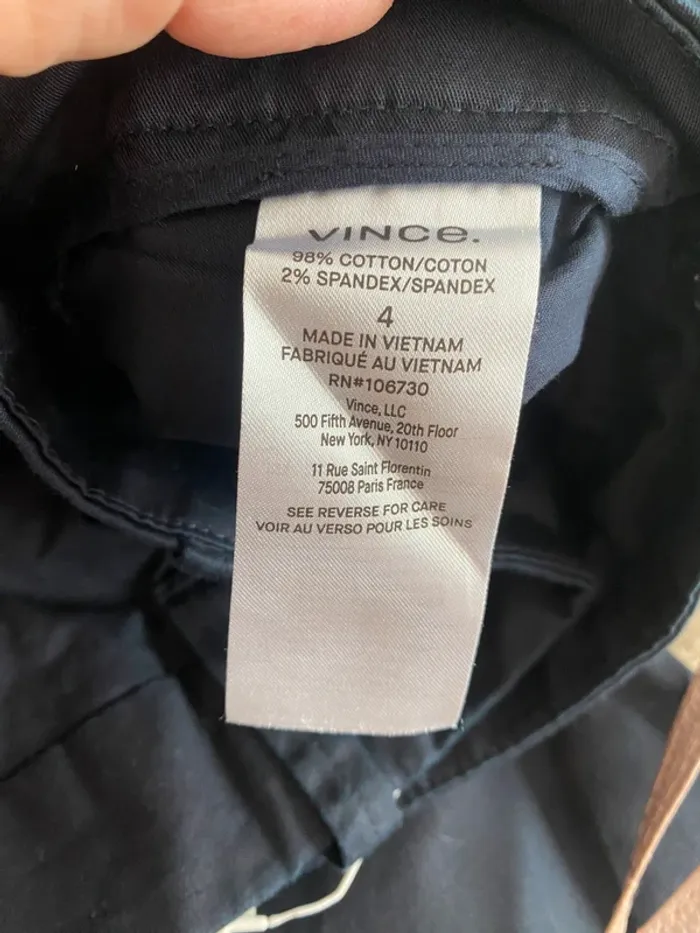 VINCe.
98% COTTON/COTON
2% SPANDEX/SPANDEX
4
MADE IN VIETNAM
FABRIQUÉ AU VIETNAM
RN#106730
Vince, LLC
500 Fifth Avenue, 20th Floor
New York, NY 10110
11 Rue Saint Florentin
75008 Paris France
SEE REVERSE FOR CARE
VOIR AU VERSO POUR LES SOINS